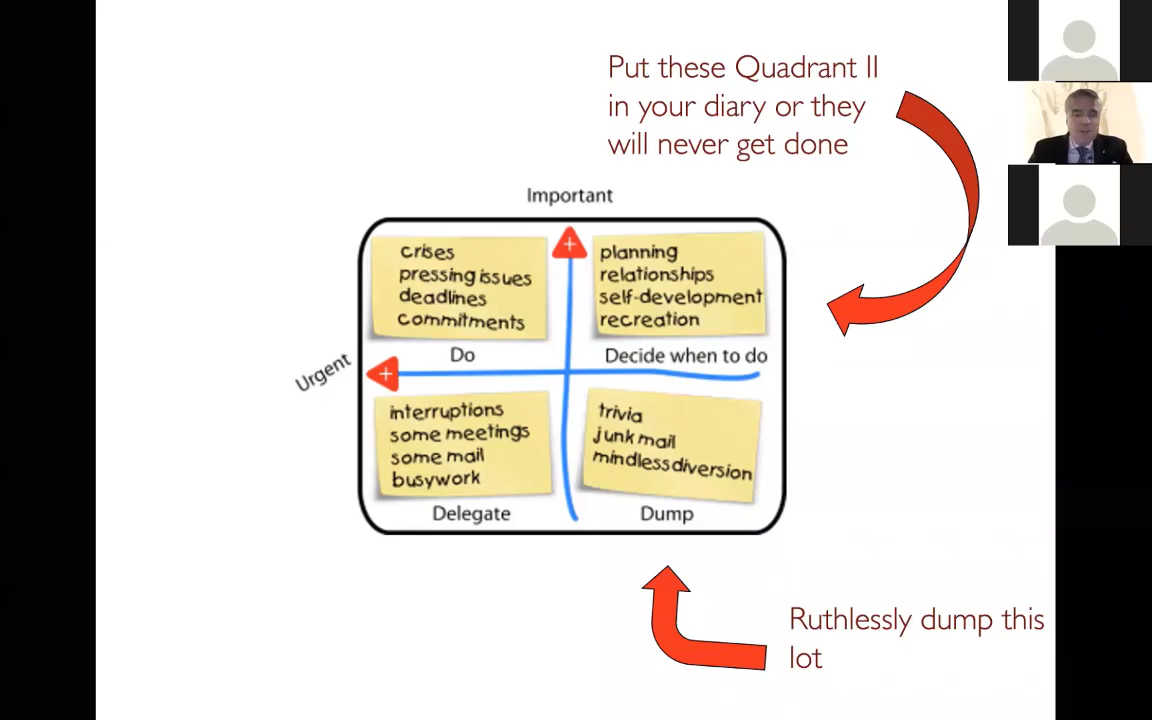 Put these Quadrant II
in your diary or they
will never get done
Important
crises
pressing issues
deadlines
commitments
Do
planning
relationships
self-development
recreation
Decide when to do
Urgent
interruptions
some meetings
some mail
busywork
Delegate
trivia
junk mail
mindless diversion
Dump
Ruthlessly dump this
lot